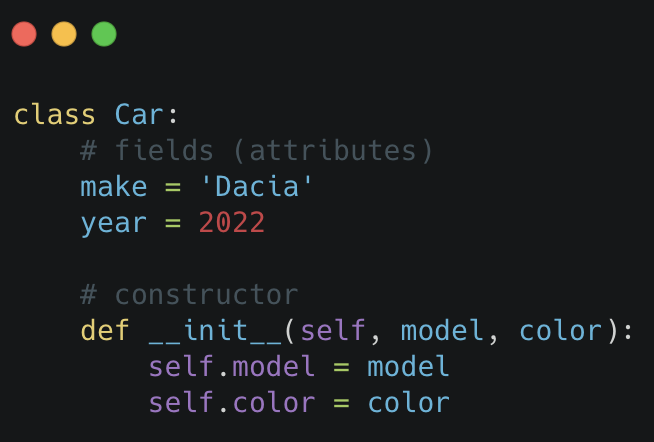 class Car:
    # fields (attributes)
    make = 'Dacia'
    year = 2022
    # constructor
    def __init__(self, model, color):
        self.model = model
        self.color = color